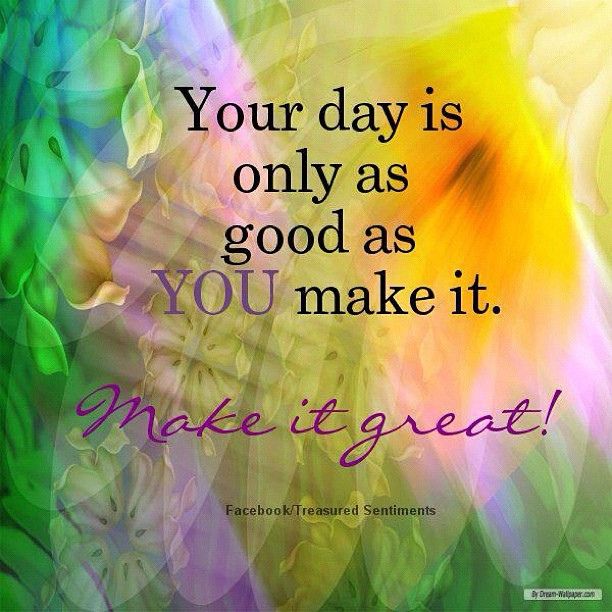 Your day is
only as
good as
YOU make it.
Make it great!
Facebook/Treasured Sentiments
By Dream-Wallpaper.com